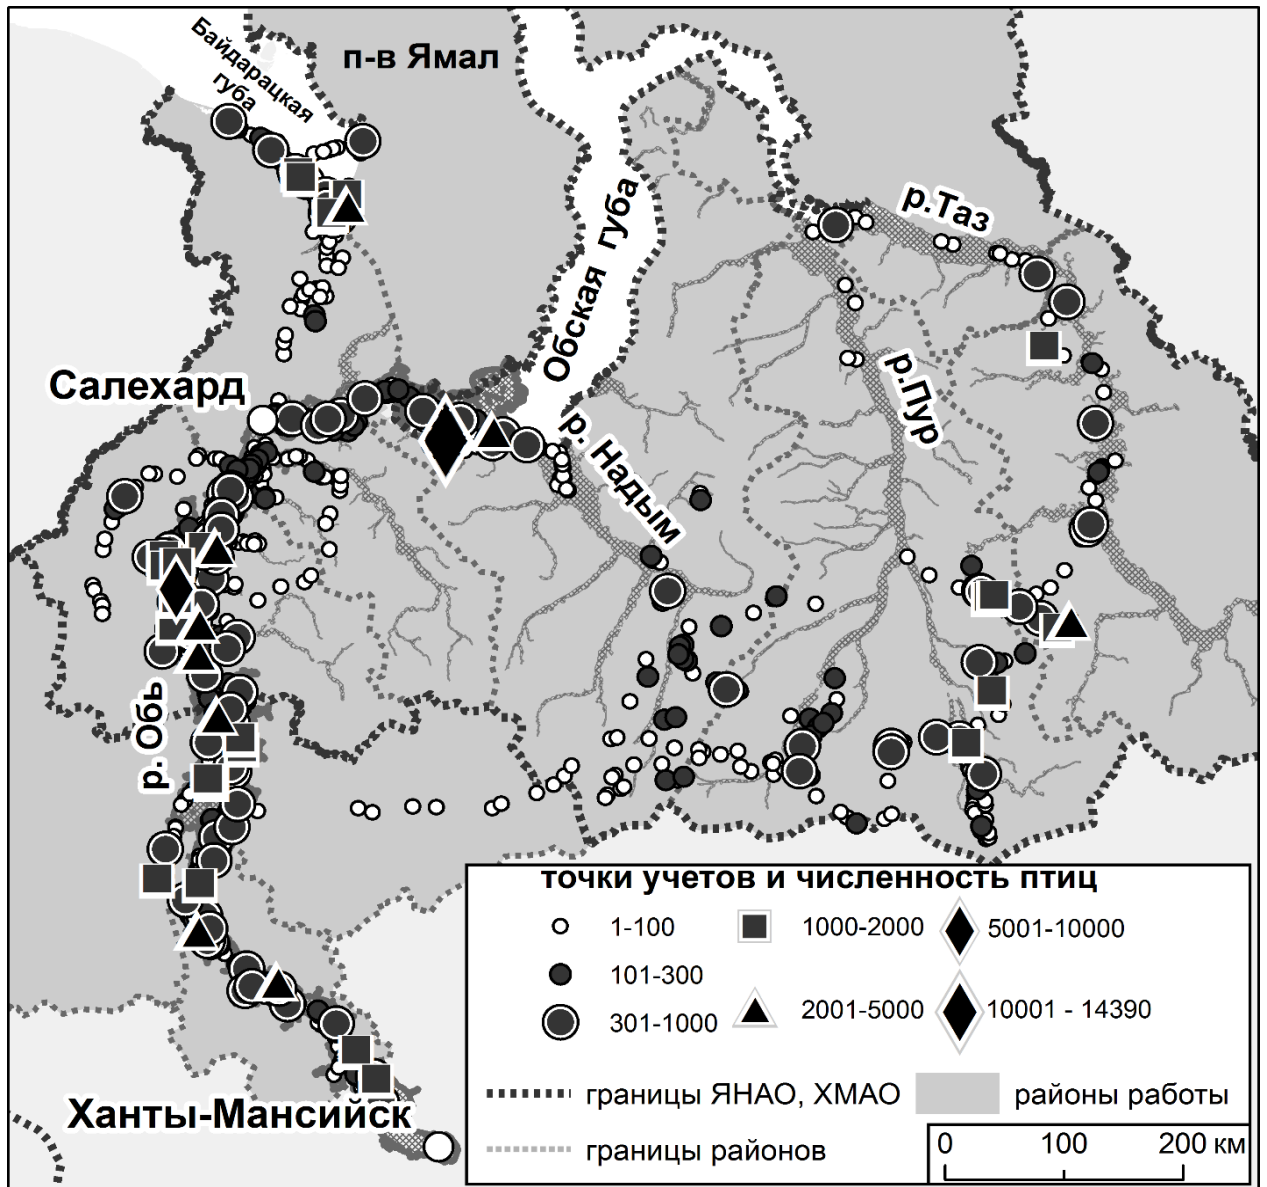 Байдарацкая
губа
п-в Ямал
р.Таз
Обская губа
Салехард
р.Пур
р. Надым
р. Обь
Ханты-Мансийск
точки учетов и численность птиц
1-100
1000-2000
5001-10000
101-300
301-1000
2001-5000
10001 - 14390
границы ЯНАО, ХМАО
районы работы
границы районов
0 100 200 км